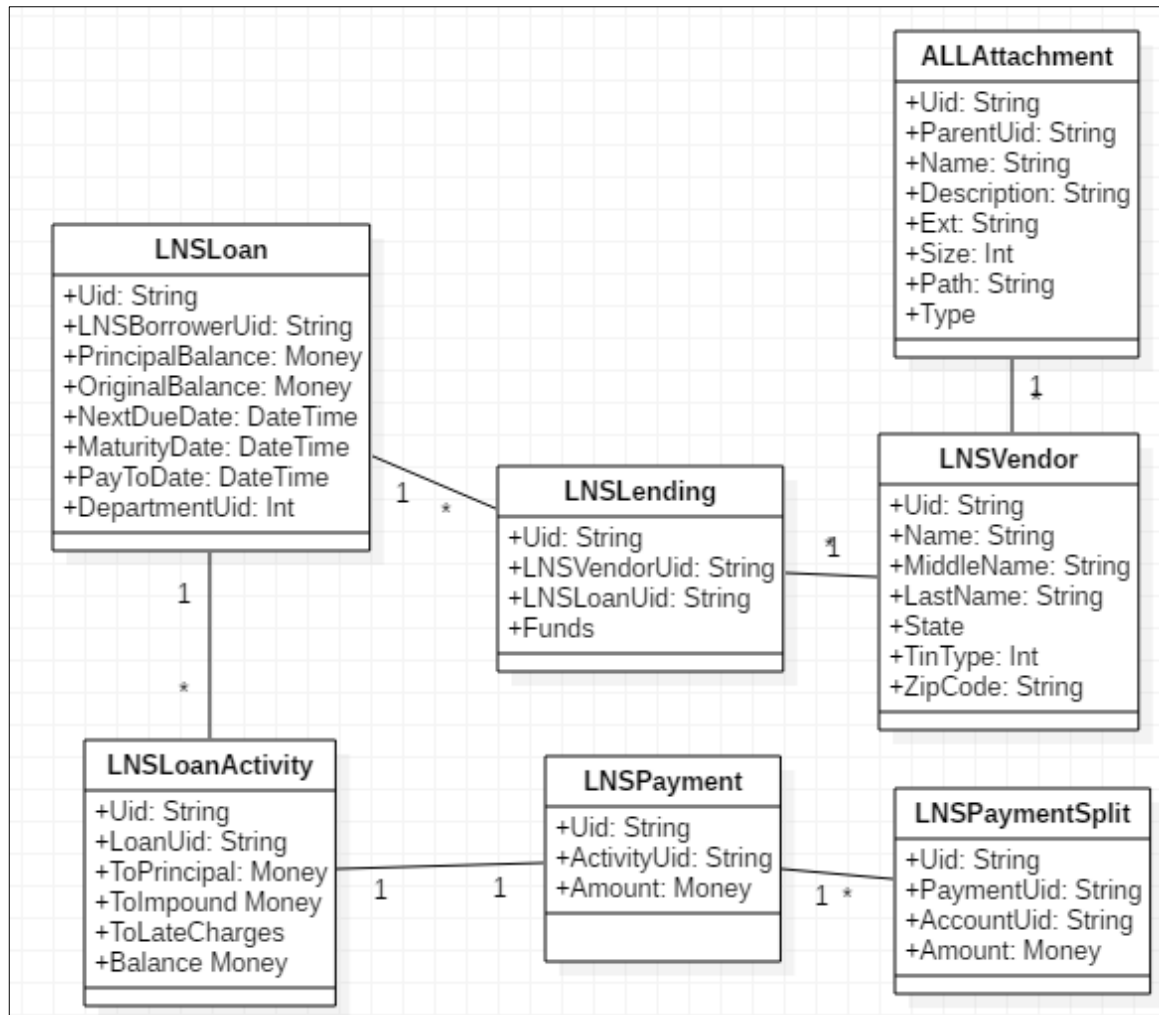 ALLAttachment
+Uid: String
+ParentUid: String
+Name: String
+Description: String
+Ext: String
+Size: Int
+Path: String
+Type
1
*
LNSLoan
+Uid: String
+LNSBorrowerUid: String
+PrincipalBalance: Money
+OriginalBalance: Money
+NextDueDate: DateTime
+MaturityDate: DateTime
+PayToDate: DateTime
+DepartmentUid: Int
1
*
1
*
LNSLending
+Uid: String
+LNSVendorUid: String
+LNSLoanUid: String
+Funds
*
1
LNSVendor
+Uid: String
+Name: String
+MiddleName: String
+LastName: String
+State
+TinType: Int
+ZipCode: String
LNSLoanActivity
+Uid: String
+LoanUid: String
+ToPrincipal: Money
+ToImpound Money
+ToLateCharges
+Balance Money
1
1
LNSPayment
+Uid: String
+ActivityUid: String
+Amount: Money
1
*
LNSPaymentSplit
+Uid: String
+PaymentUid: String
+AccountUid: String
+Amount: Money